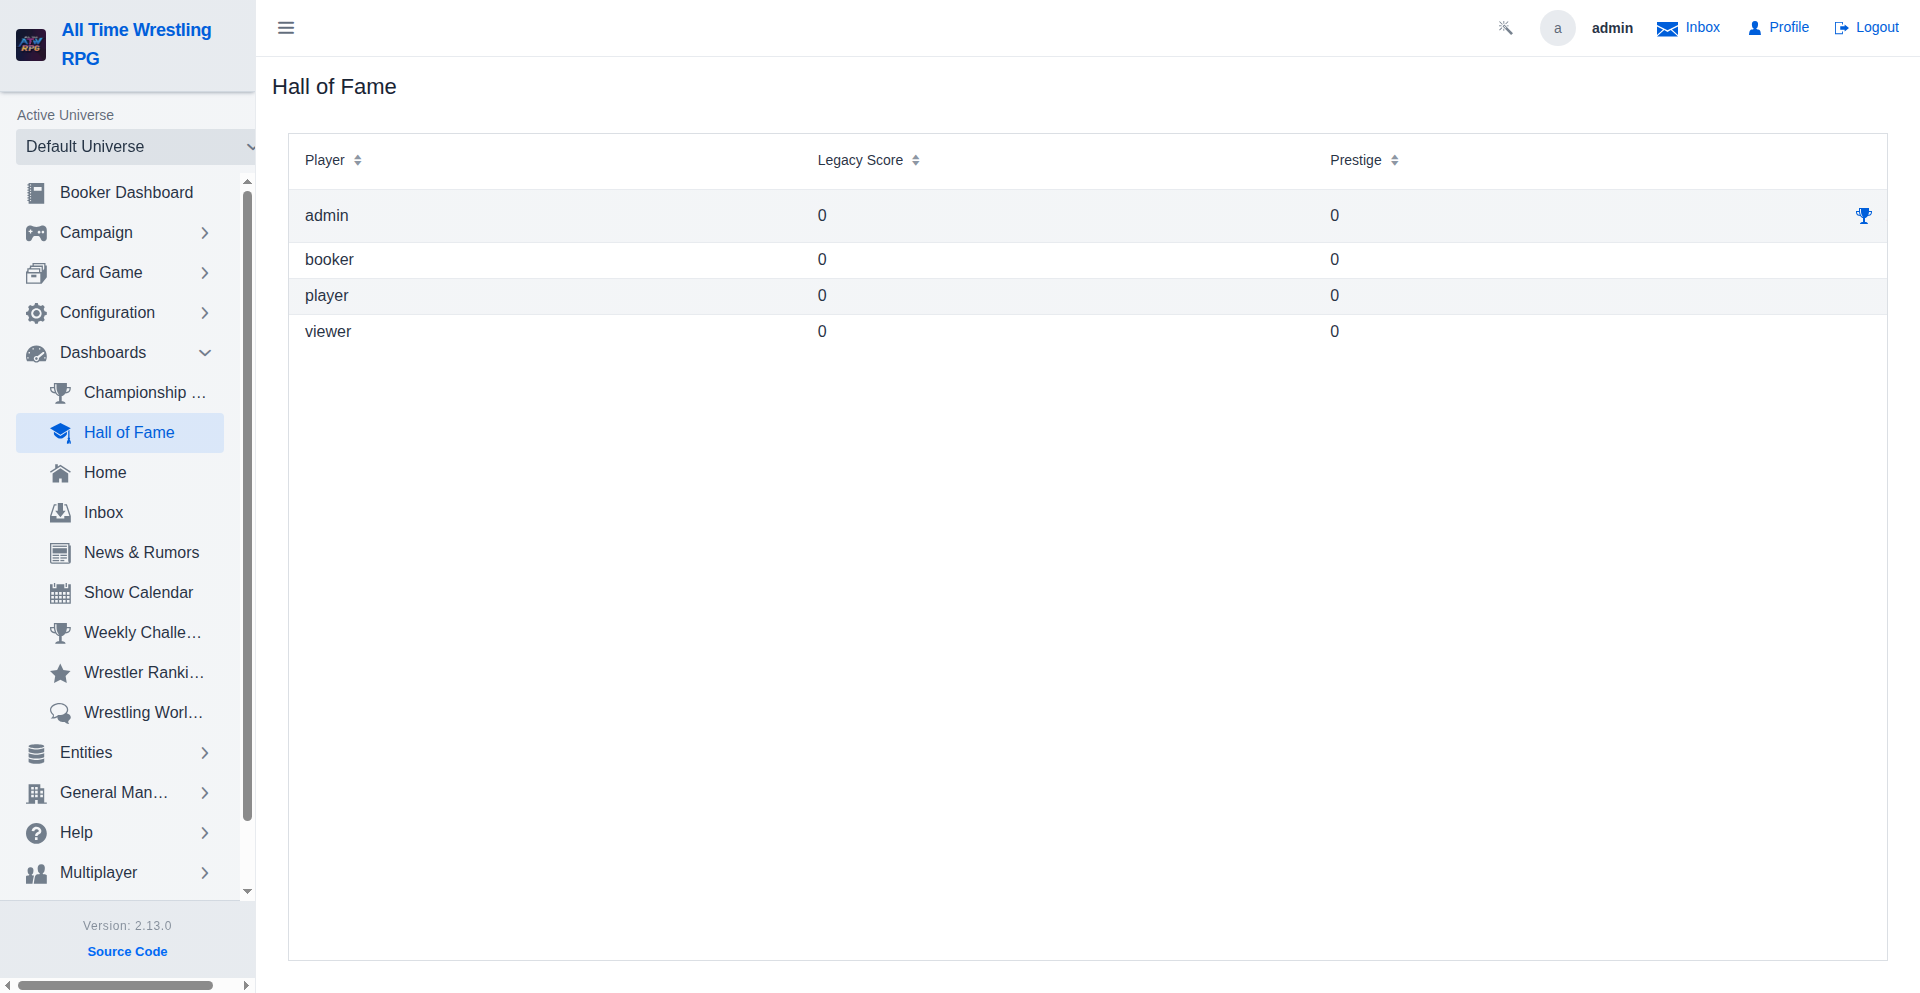 All Time Wrestling
RPG
a
admin
Inbox
Profile
Logout
Active Universe
Default Universe
Booker Dashboard
Campaign
Card Game
Configuration
Dashboards
Championship ...
Hall of Fame
Home
Inbox
News & Rumors
Show Calendar
Weekly Challe...
Wrestler Ranki...
Wrestling Worl...
Entities
General Man...
Help
Multiplayer
Version: 2.13.0
Source Code
Hall of Fame
Player Legacy Score Prestige
admin 0 0
booker 0 0
player 0 0
viewer 0 0